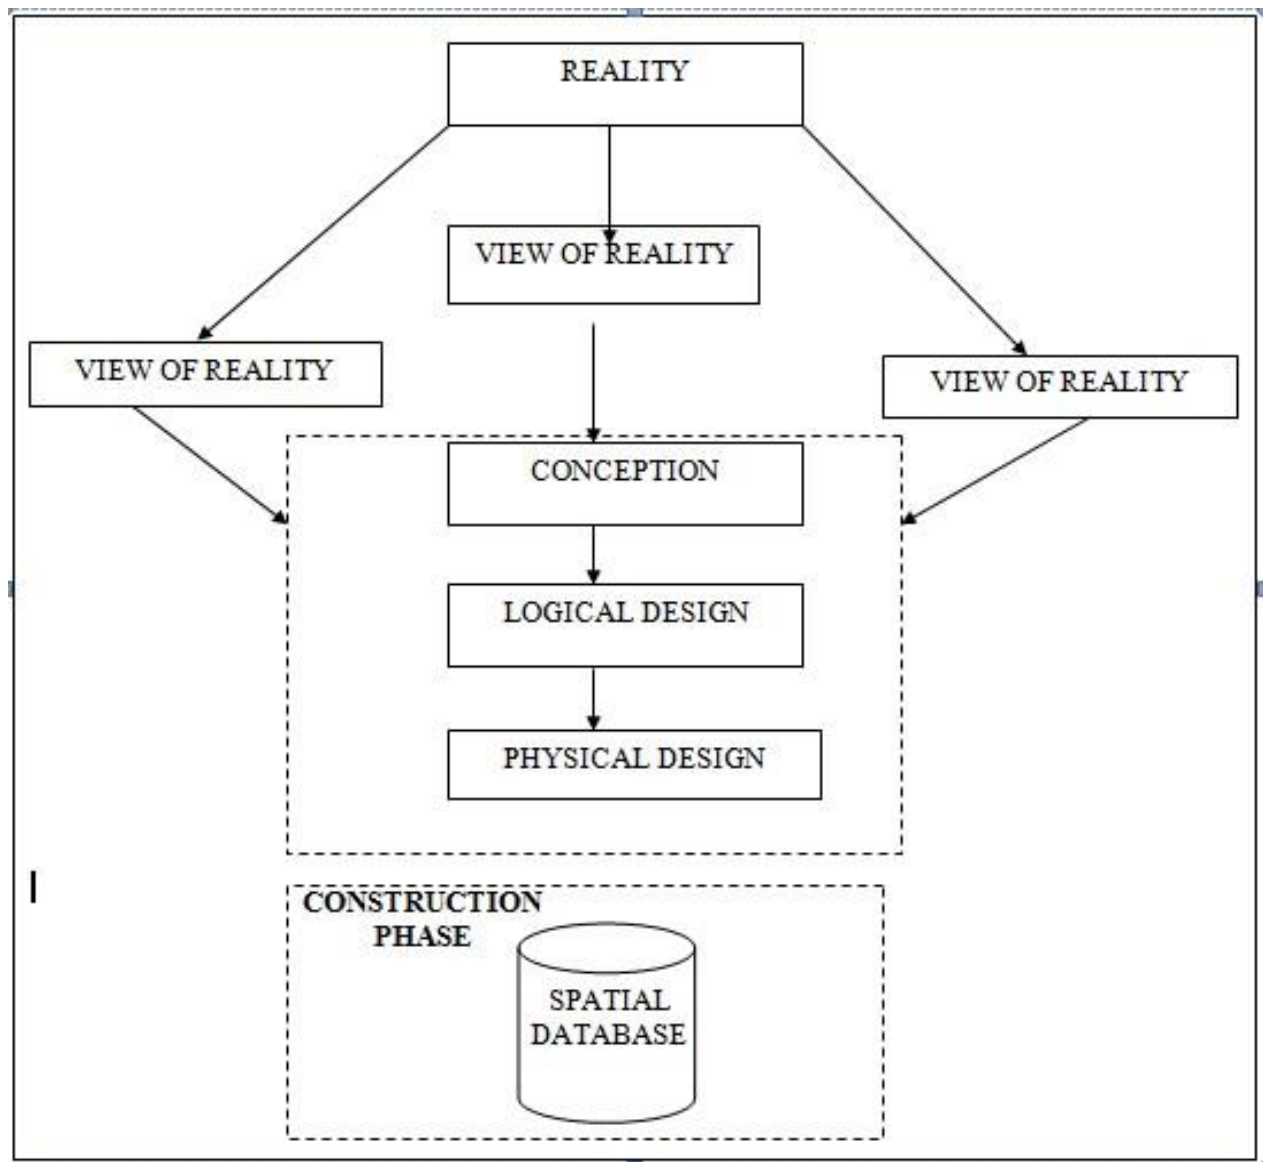 REALITY
VIEW OF REALITY
VIEW OF REALITY
VIEW OF REALITY
CONCEPTION
LOGICAL DESIGN
PHYSICAL DESIGN
CONSTRUCTION
PHASE
SPATIAL
DATABASE